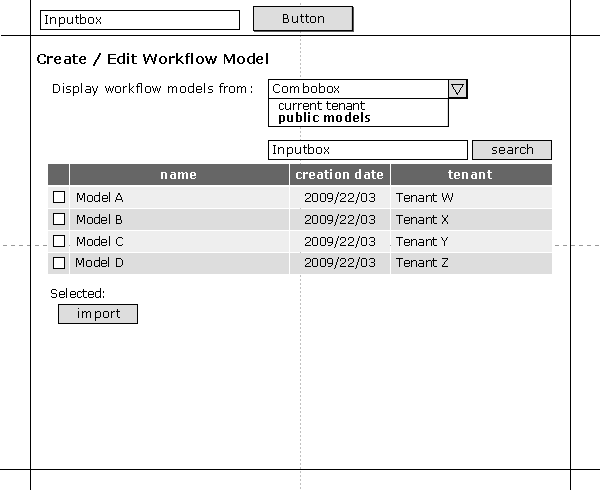 Inputbox Button
Create / Edit Workflow Model
Display workflow models from: Combobox
current tenant
public models
Inputbox search
name creation date tenant
Model A 2009/22/03 Tenant W
Model B 2009/22/03 Tenant X
Model C 2009/22/03 Tenant Y
Model D 2009/22/03 Tenant Z
Selected:
import